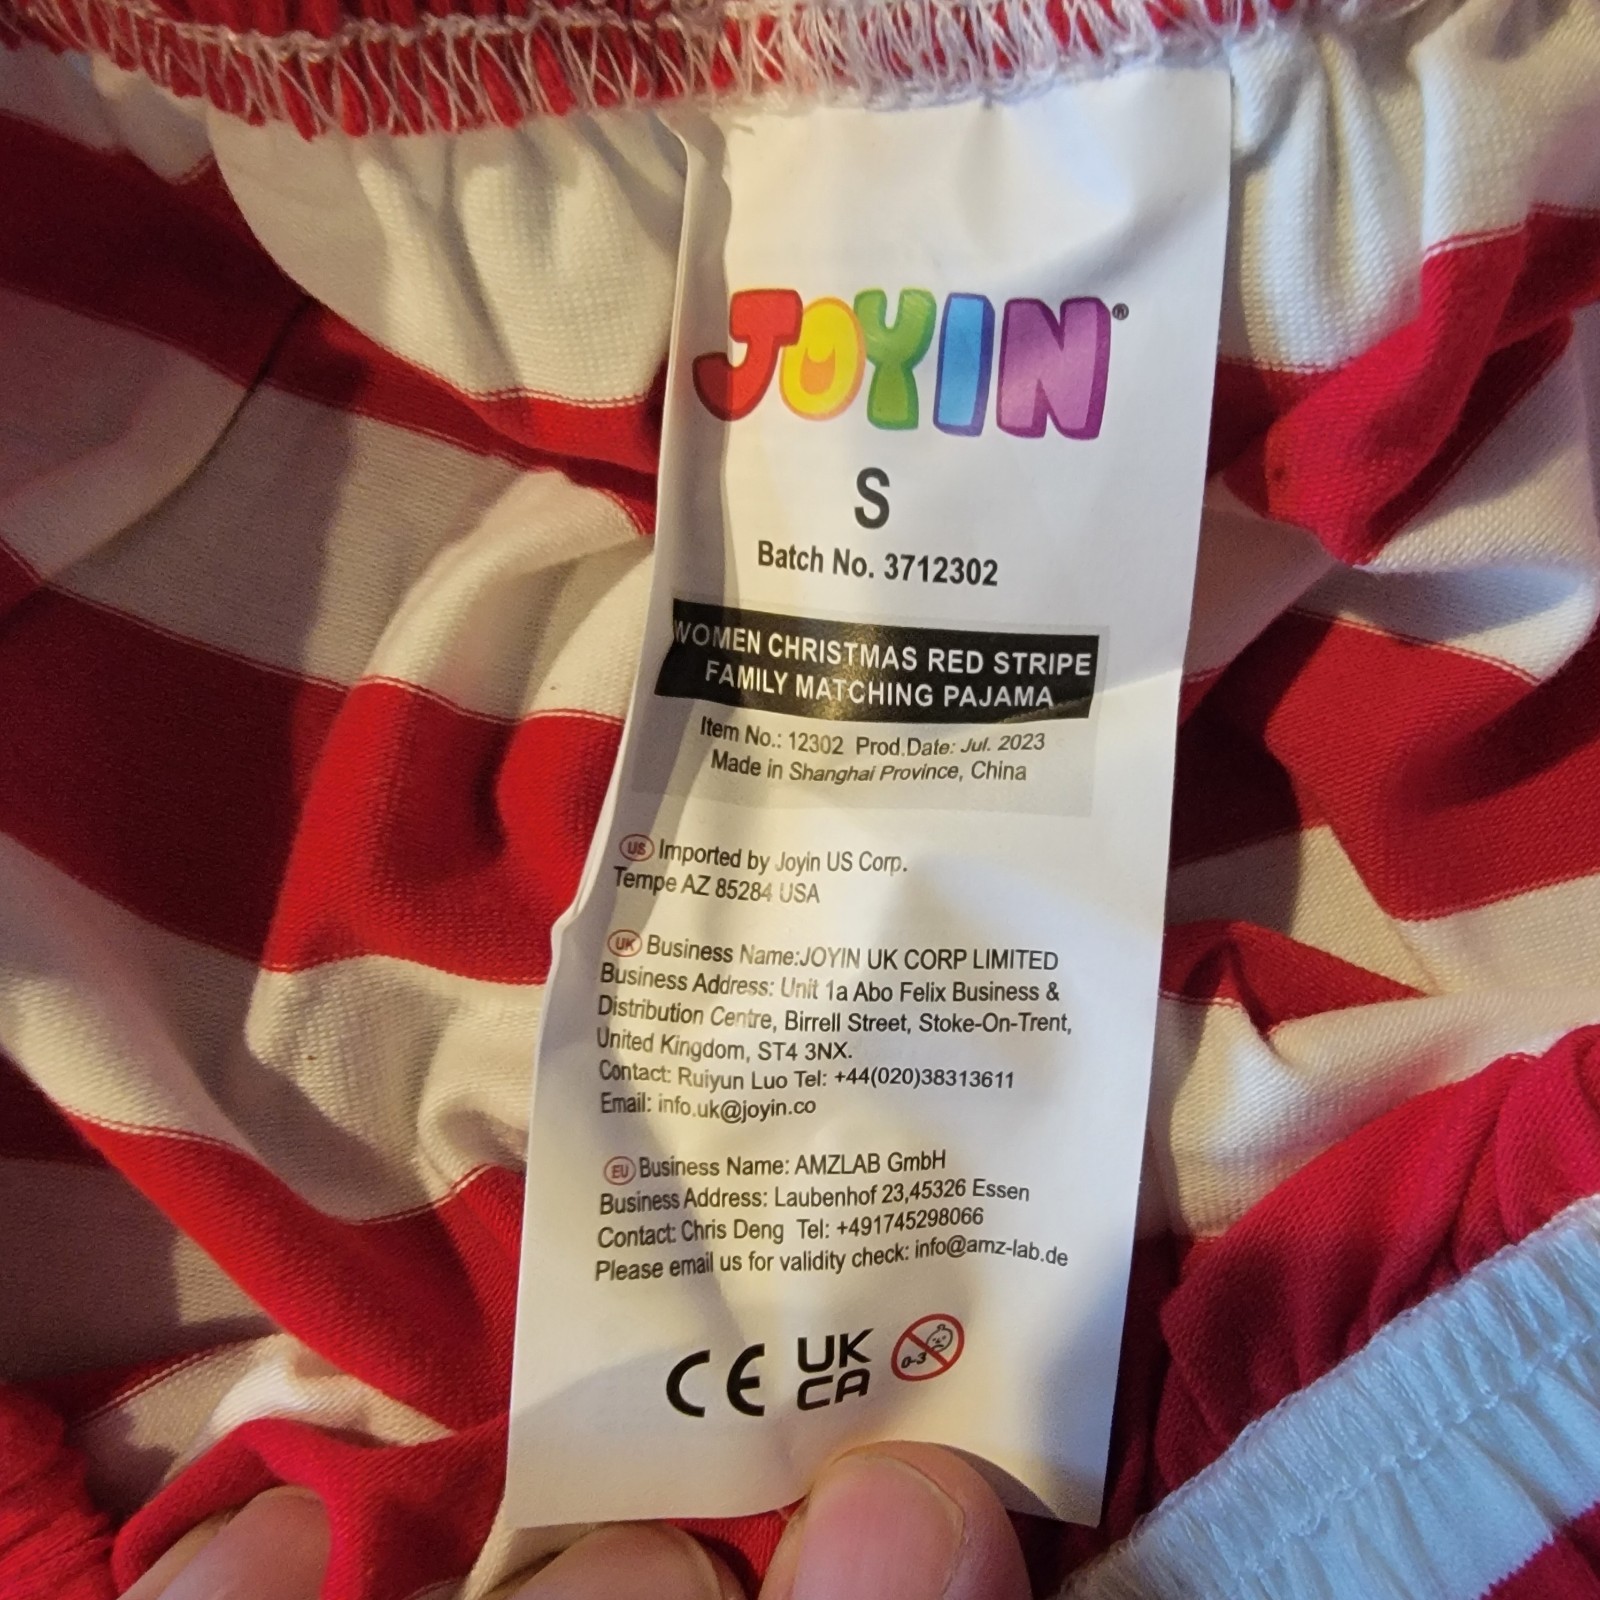 JOYIN®
S
Batch No. 3712302
WOMEN CHRISTMAS RED STRIPE
FAMILY MATCHING PAJAMA
Item No.: 12302 Prod.Date: Jul. 2023
Made in Shanghai Province, China
US Imported by Joyin US Corp.
Tempe AZ 85284 USA
UK Business Name:JOYIN UK CORP LIMITED
Business Address: Unit 1a Abo Felix Business &
Distribution Centre, Birrell Street, Stoke-On-Trent,
United Kingdom, ST4 3NX.
Contact: Ruiyun Luo Tel: +44(020)38313611
Email: info.uk@joyin.co
EU Business Name: AMZLAB GmbH
Business Address: Laubenhof 23,45326 Essen
Contact: Chris Deng Tel: +491745298066
Please email us for validity check: info@amz-lab.de
CE UK
CA 0-3